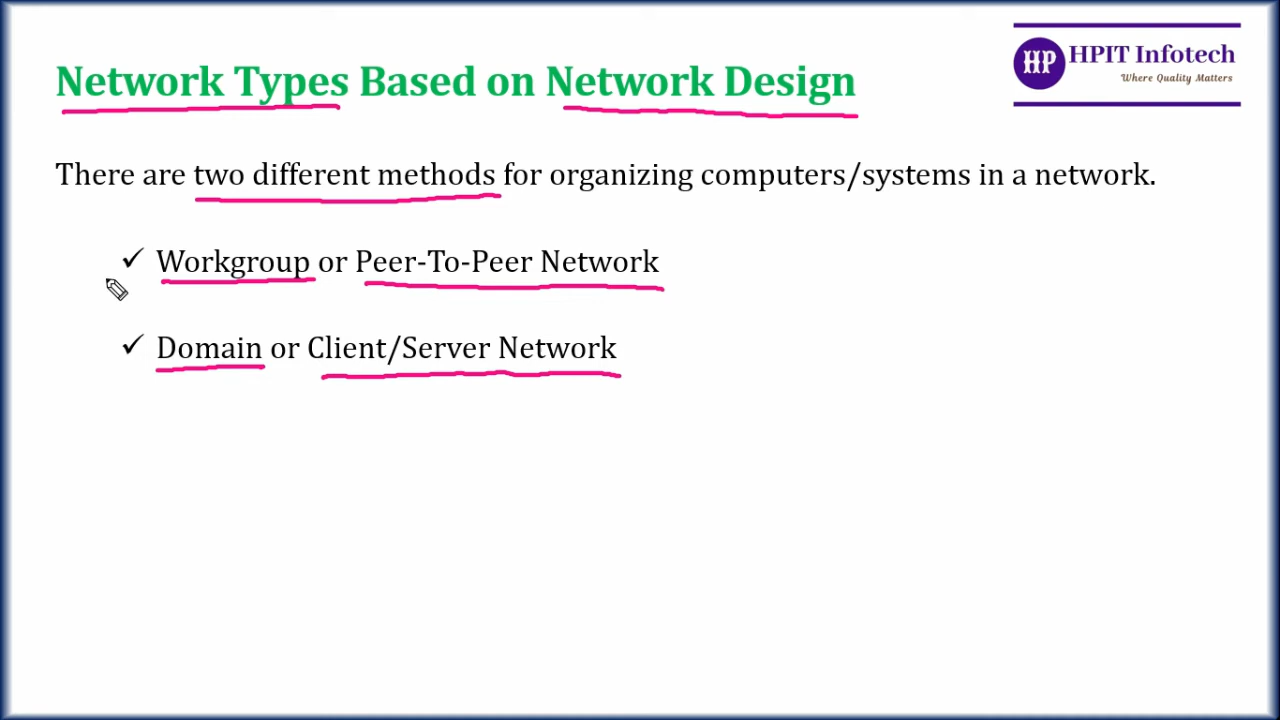 HPIT Infotech
HP
Where Quality Matters
Network Types Based on Network Design
There are two different methods for organizing computers/systems in a network.
✓ Workgroup or Peer-To-Peer Network
✓ Domain or Client/Server Network